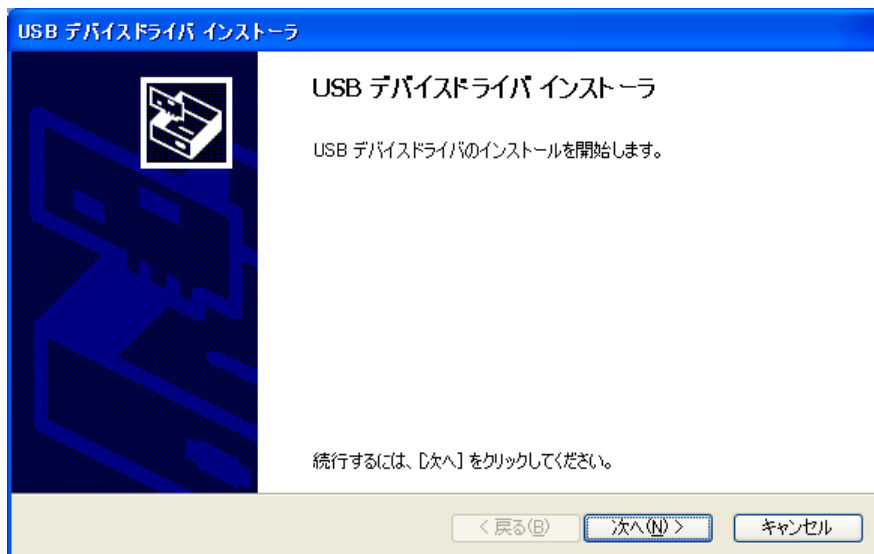 USB デバイスドライバ インストーラ
USB デバイスドライバ インストーラ
USB デバイスドライバのインストールを開始します。
続行するには、[次へ] をクリックしてください。
< 戻る(B) 次へ(N) > キャンセル